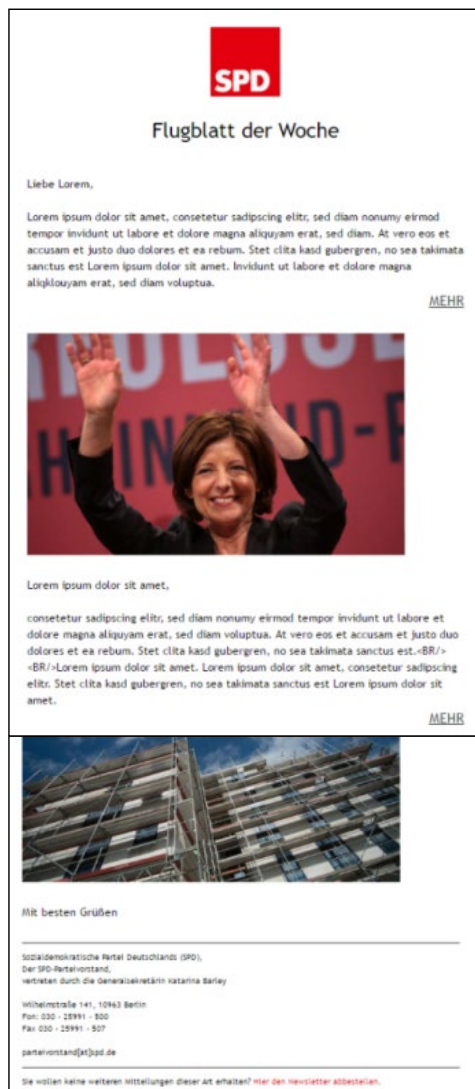 SPD
Flugblatt der Woche
Liebe Lorem,
Lorem ipsum dolor sit amet, consetetur sadipscing elitr, sed diam nonumy eirmod
tempor invidunt ut labore et dolore magna aliquyam erat, sed diam. At vero eos et
accusam et justo duo dolores et ea rebum. Stet clita kasd gubergren, no sea takimata
sanctus est Lorem ipsum dolor sit amet. Invidunt ut labore et dolore magna
aliqklouyam erat, sed diam voluptua.
MEHR
Lorem ipsum dolor sit amet,
consetetur sadipscing elitr, sed diam nonumy eirmod tempor invidunt ut labore et
dolore magna aliquyam erat, sed diam voluptua. At vero eos et accusam et justo duo
dolores et ea rebum. Stet clita kasd gubergren, no sea takimata sanctus est.<BR/>
<BR/>Lorem ipsum dolor sit amet. Lorem ipsum dolor sit amet, consetetur sadipscing
elitr. Stet clita kasd gubergren, no sea takimata sanctus est Lorem ipsum dolor sit
amet.
MEHR
Mit besten Grüßen
Sozialdemokratische Partei Deutschlands (SPD),
Der SPD-Parteivorstand,
vertreten durch die Generalsekretärin Katarina Barley
Wilhelmstraße 141, 10963 Berlin
Fon: 030 - 25991 - 500
Fax 030 - 25991 - 507
parteivorstand[at]spd.de
Sie wollen keine weiteren Mitteilungen dieser Art erhalten? Hier den Newsletter abbestellen.